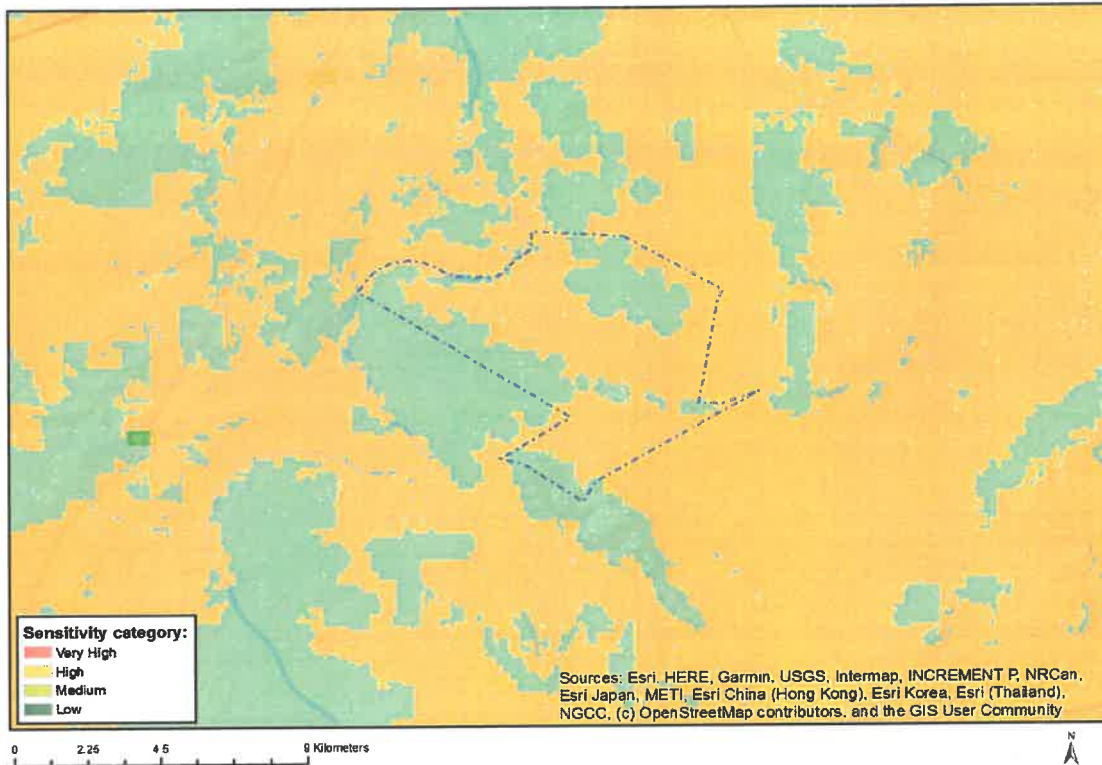 Sensitivity category:
Very High
High
Medium
Low
Sources: Esri, HERE, Garmin, USGS, Intermap, INCREMENT P, NRCan,
Esri Japan, METI, Esri China (Hong Kong), Esri Korea, Esri (Thailand),
NGCC, (c) OpenStreetMap contributors, and the GIS User Community
0 2.25 4.5 9 Kilometers
N